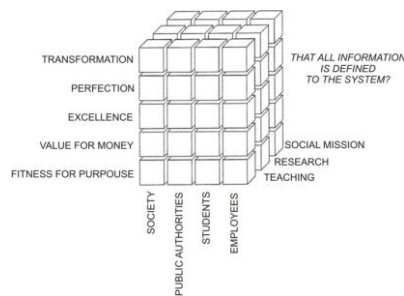 TRANSFORMATION
PERFECTION
EXCELLENCE
VALUE FOR MONEY
FITNESS FOR PURPOUSE
THAT ALL INFORMATION
IS DEFINED
TO THE SYSTEM?
SOCIAL MISSION
RESEARCH
TEACHING
SOCIETY
PUBLIC AUTHORITIES
STUDENTS
EMPLOYEES